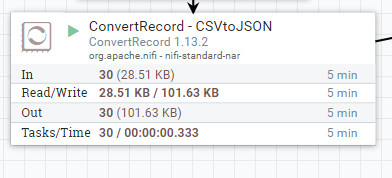 ConvertRecord - CSVtoJSON
ConvertRecord 1.13.2
org.apache.nifi - nifi-standard-nar
In 30 (28.51 KB) 5 min
Read/Write 28.51 KB / 101.63 KB 5 min
Out 30 (101.63 KB) 5 min
Tasks/Time 30 / 00:00:00.333 5 min